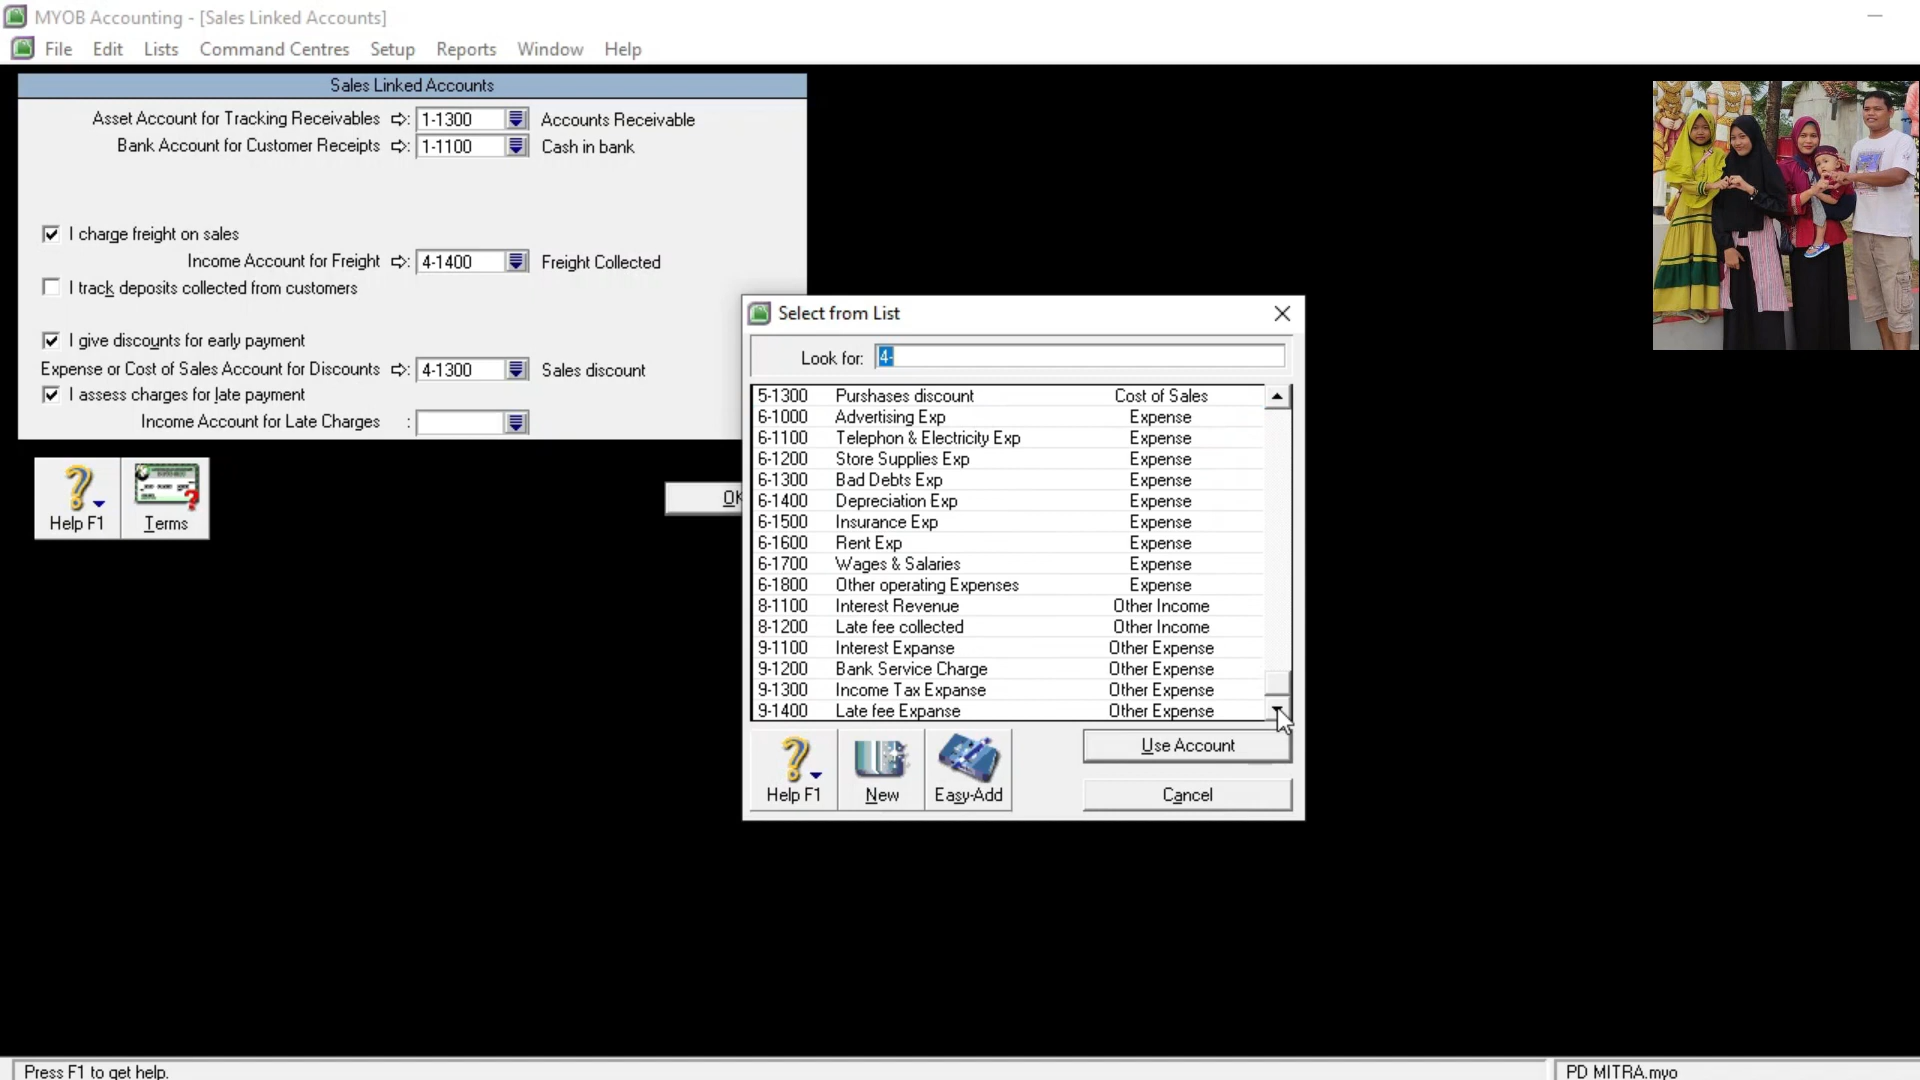 MYOB Accounting - [Sales Linked Accounts]
File Edit Lists Command Centres Setup Reports Window Help
Sales Linked Accounts
Asset Account for Tracking Receivables : 1-1300 Accounts Receivable
Bank Account for Customer Receipts : 1-1100 Cash in bank
I charge freight on sales
Income Account for Freight : 4-1400 Freight Collected
I track deposits collected from customers
I give discounts for early payment
Expense or Cost of Sales Account for Discounts : 4-1300 Sales discount
I assess charges for late payment
Income Account for Late Charges :
Help F1 Terms
OK
Select from List
Look for: 4-
5-1300 Purshases discount Cost of Sales
6-1000 Advertising Exp Expense
6-1100 Telephon & Electricity Exp Expense
6-1200 Store Supplies Exp Expense
6-1300 Bad Debts Exp Expense
6-1400 Depreciation Exp Expense
6-1500 Insurance Exp Expense
6-1600 Rent Exp Expense
6-1700 Wages & Salaries Expense
6-1800 Other operating Expenses Expense
8-1100 Interest Revenue Other Income
8-1200 Late fee collected Other Income
9-1100 Interest Expanse Other Expense
9-1200 Bank Service Charge Other Expense
9-1300 Income Tax Expanse Other Expense
9-1400 Late fee Expanse Other Expense
Use Account
Help F1 New Easy-Add Cancel
Press F1 to get help. PD MITRA.myo